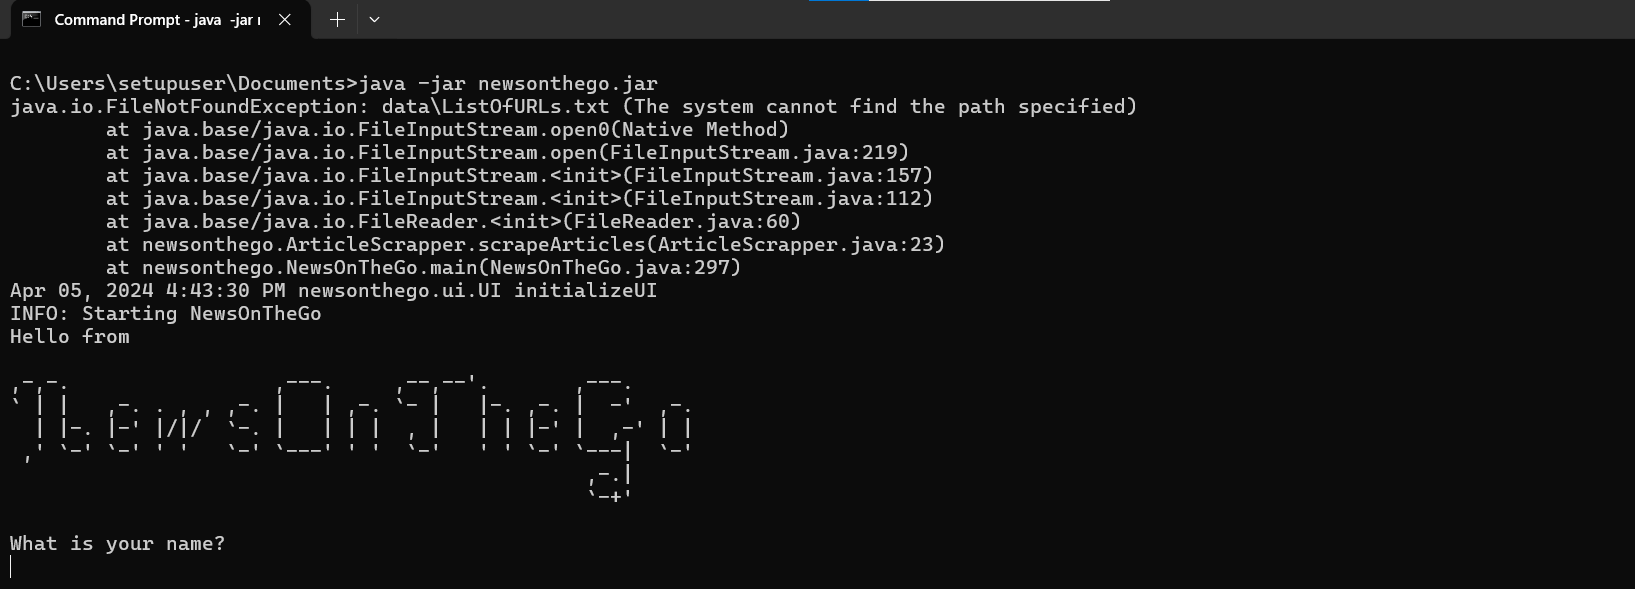 Command Prompt - java  -jar r
C:\Users\setupuser\Documents>java -jar newsonthego.jar
java.io.FileNotFoundException: data\ListOfURLs.txt (The system cannot find the path specified)
        at java.base/java.io.FileInputStream.open0(Native Method)
        at java.base/java.io.FileInputStream.open(FileInputStream.java:219)
        at java.base/java.io.FileInputStream.<init>(FileInputStream.java:157)
        at java.base/java.io.FileInputStream.<init>(FileInputStream.java:112)
        at java.base/java.io.FileReader.<init>(FileReader.java:60)
        at newsonthego.ArticleScrapper.scrapeArticles(ArticleScrapper.java:23)
        at newsonthego.NewsOnTheGo.main(NewsOnTheGo.java:297)
Apr 05, 2024 4:43:30 PM newsonthego.ui.UI initializeUI
INFO: Starting NewsOnTheGo
Hello from
NewsOnTheGo
What is your name?